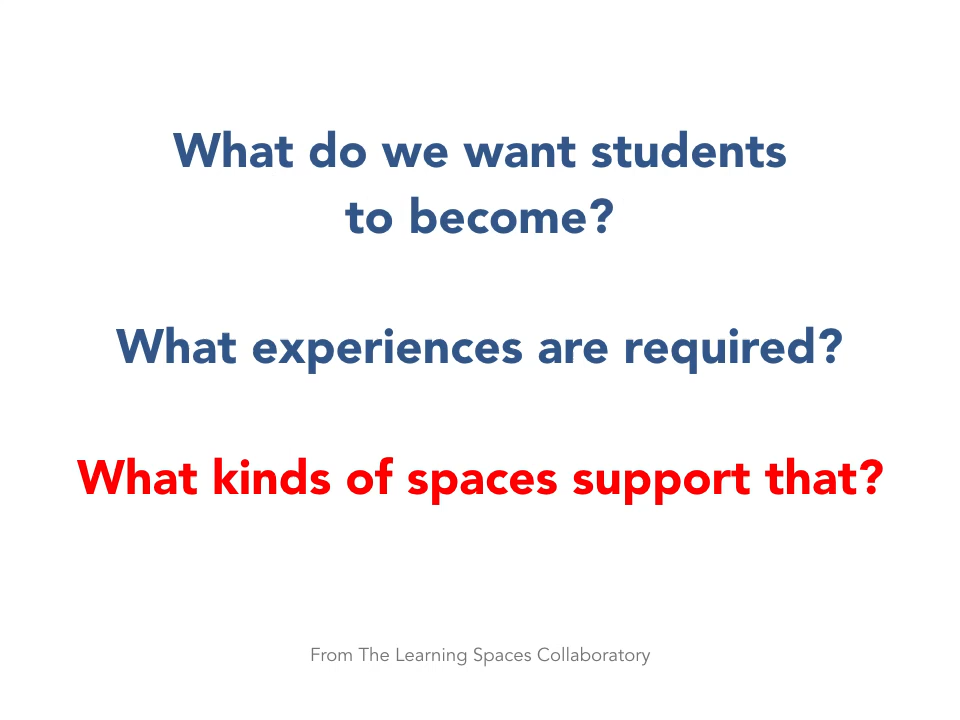 What do we want students
to become?
What experiences are required?
What kinds of spaces support that?
From The Learning Spaces Collaboratory